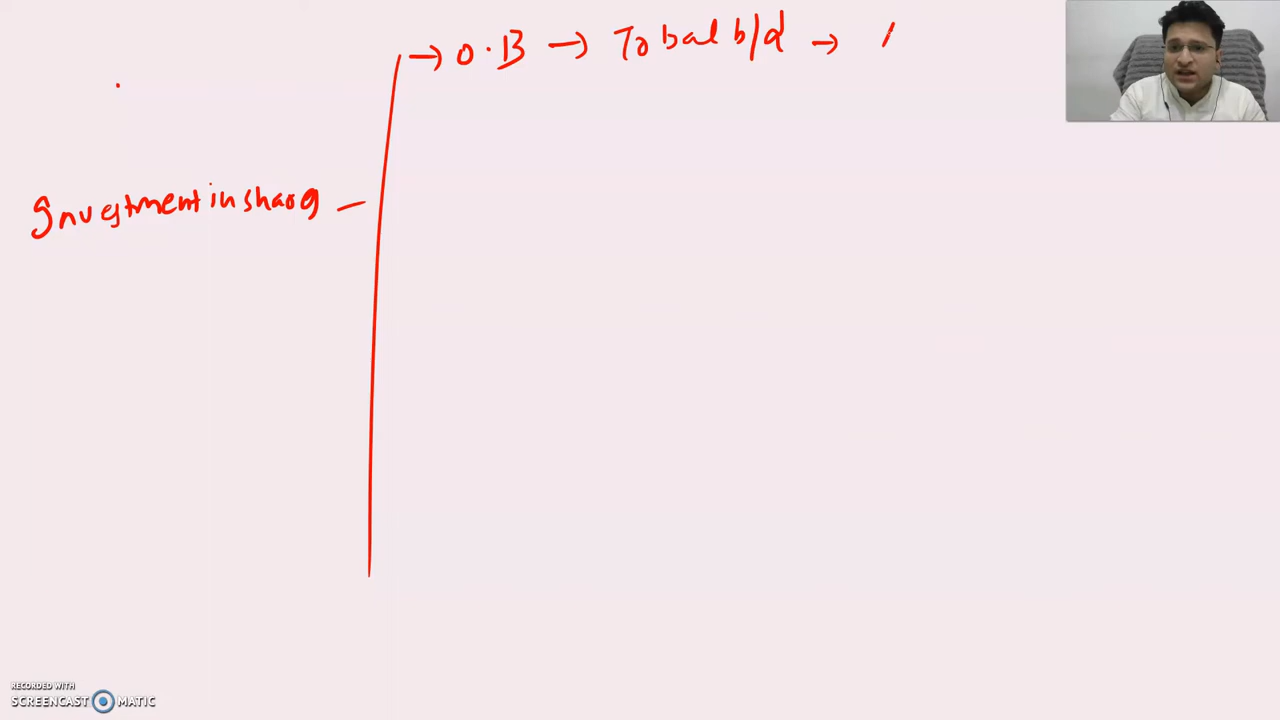 → O.B → To bal b/d →
Investment in shares –
RECORDED WITH
SCREENCAST MATIC